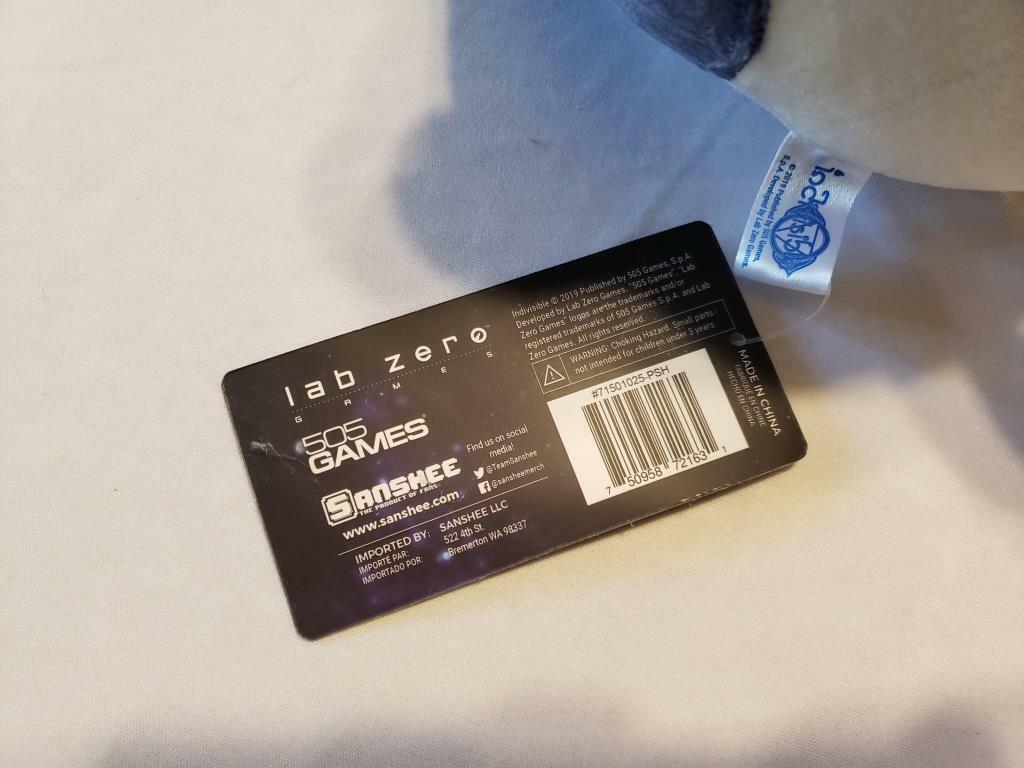 lab zerø™
GAMES
505
GAMES®
SANSHEE
THE PRODUCT OF FANS™
www.sanshee.com
Find us on social
media!
@TeamSanshee
@sansheemerch
IMPORTED BY: SANSHEE LLC
IMPORTÉ PAR: 522 4th St.
IMPORTADO POR: Bremerton WA 98337
Indivisible © 2019 Published by 505 Games, S.p.A.
Developed by Lab Zero Games. "505 Games", "Lab
Zero Games" logos are the trademarks and/or
registered trademarks of 505 Games S.p.A. and Lab
Zero Games. All rights reserved.
WARNING: Choking Hazard. Small parts -
not intended for children under 3 years.
#71501025-PSH
7 50958 72163 1
MADE IN CHINA
FABRIQUÉ EN CHINE
HECHO EN CHINA
© 2019 Published by 505 Games,
S.p.A. Developed by Lab Zero Games.